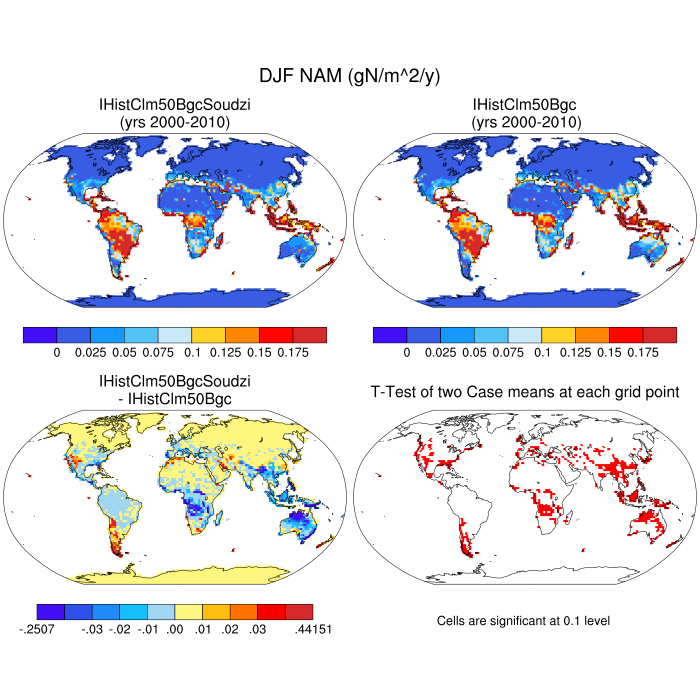 DJF NAM (gN/m^2/y)
IHistClm50BgcSoudzi
(yrs 2000-2010)
IHistClm50Bgc
(yrs 2000-2010)
0 0.025 0.05 0.075 0.1 0.125 0.15 0.175
0 0.025 0.05 0.075 0.1 0.125 0.15 0.175
IHistClm50BgcSoudzi
- IHistClm50Bgc
T-Test of two Case means at each grid point
-.2507 -.03 -.02 -.01 .00 .01 .02 .03 .44151
Cells are significant at 0.1 level